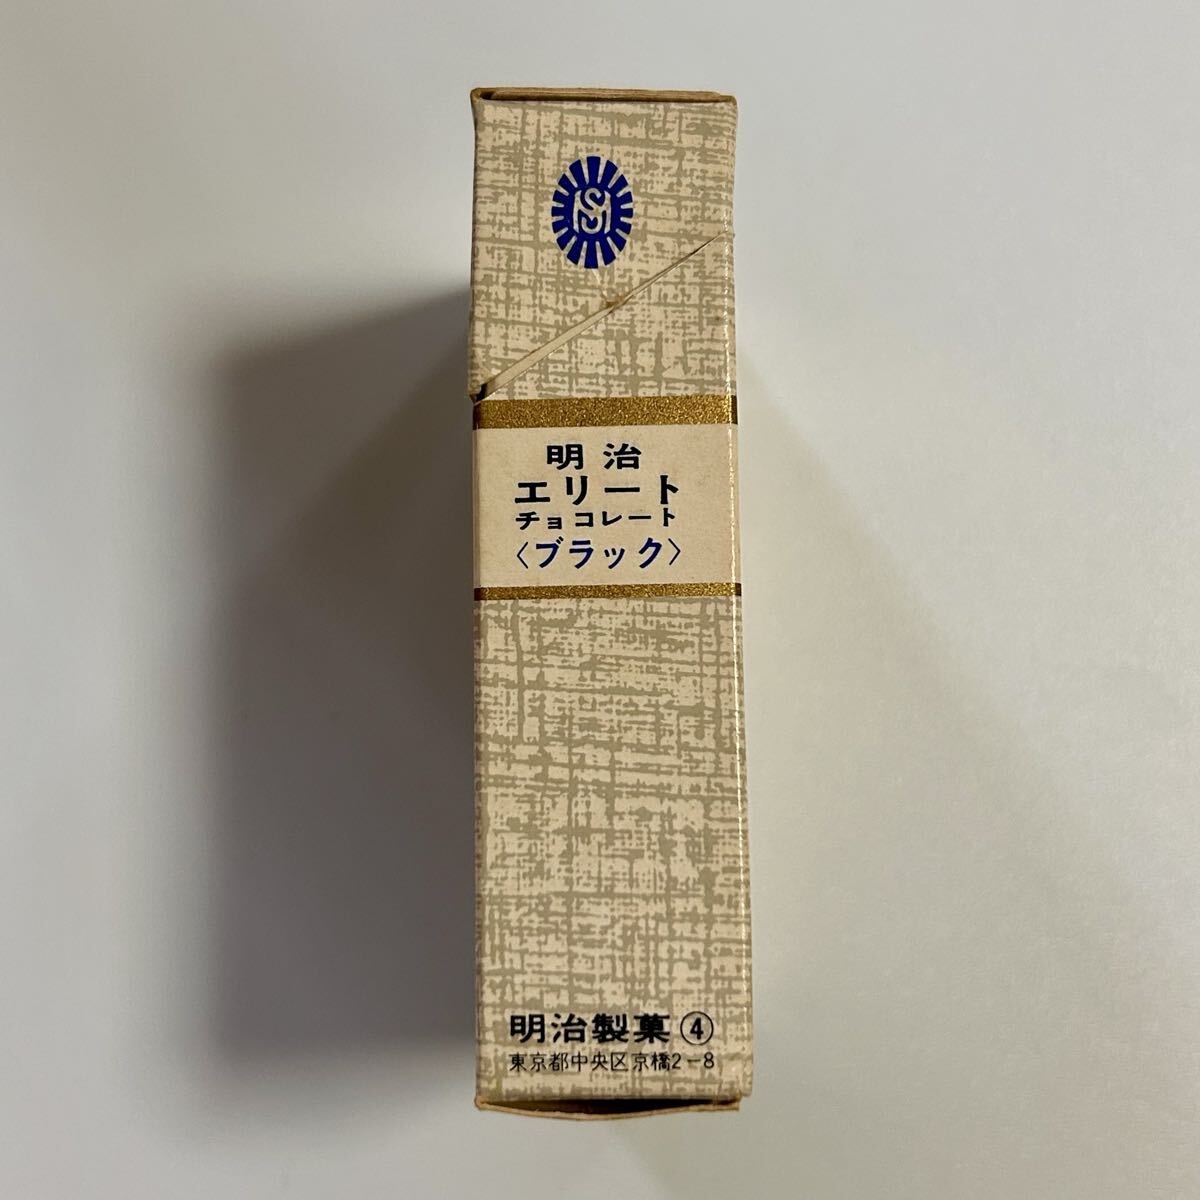 明治
エリート
チョコレート
〈ブラック〉
明治製菓④
東京都中央区京橋2-8